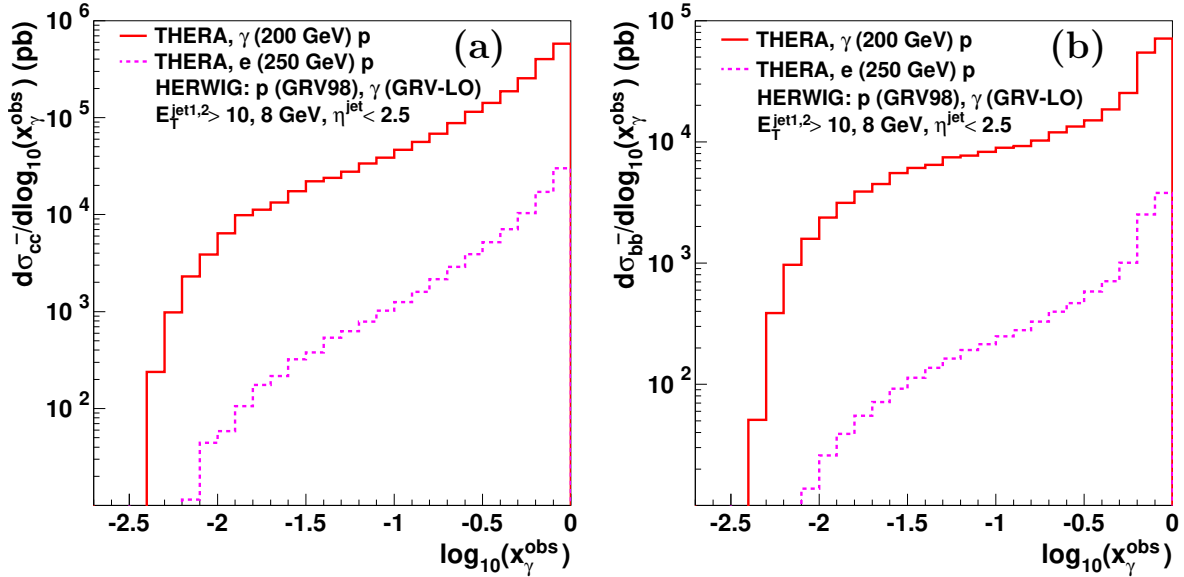 (a)
THERA, γ (200 GeV) p
THERA, e (250 GeV) p
HERWIG: p (GRV98), γ (GRV-LO)
E_T^jet1,2 > 10, 8 GeV, η^jet < 2.5
dσ_cc̄/dlog10(x_γ^obs) (pb)
10^6
10^5
10^4
10^3
10^2
-2.5 -2 -1.5 -1 -0.5 0
log10(x_γ^obs)
(b)
THERA, γ (200 GeV) p
THERA, e (250 GeV) p
HERWIG: p (GRV98), γ (GRV-LO)
E_T^jet1,2 > 10, 8 GeV, η^jet < 2.5
dσ_bb̄/dlog10(x_γ^obs) (pb)
10^5
10^4
10^3
10^2
-2.5 -2 -1.5 -1 -0.5 0
log10(x_γ^obs)